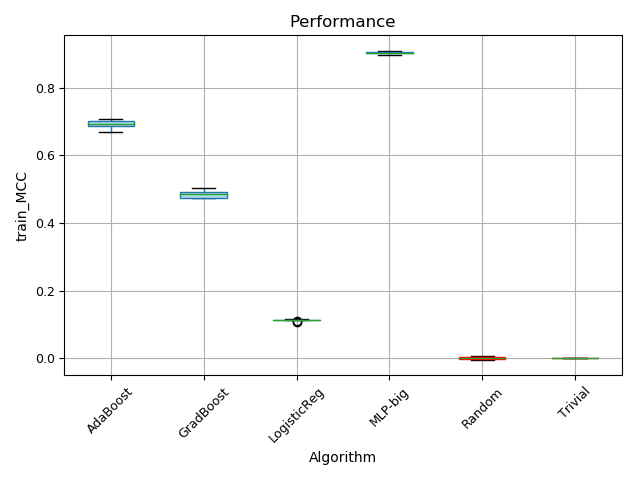 Performance
train_MCC
0.8
0.6
0.4
0.2
0.0
AdaBoost
GradBoost
LogisticReg
MLP-big
Random
Trivial
Algorithm